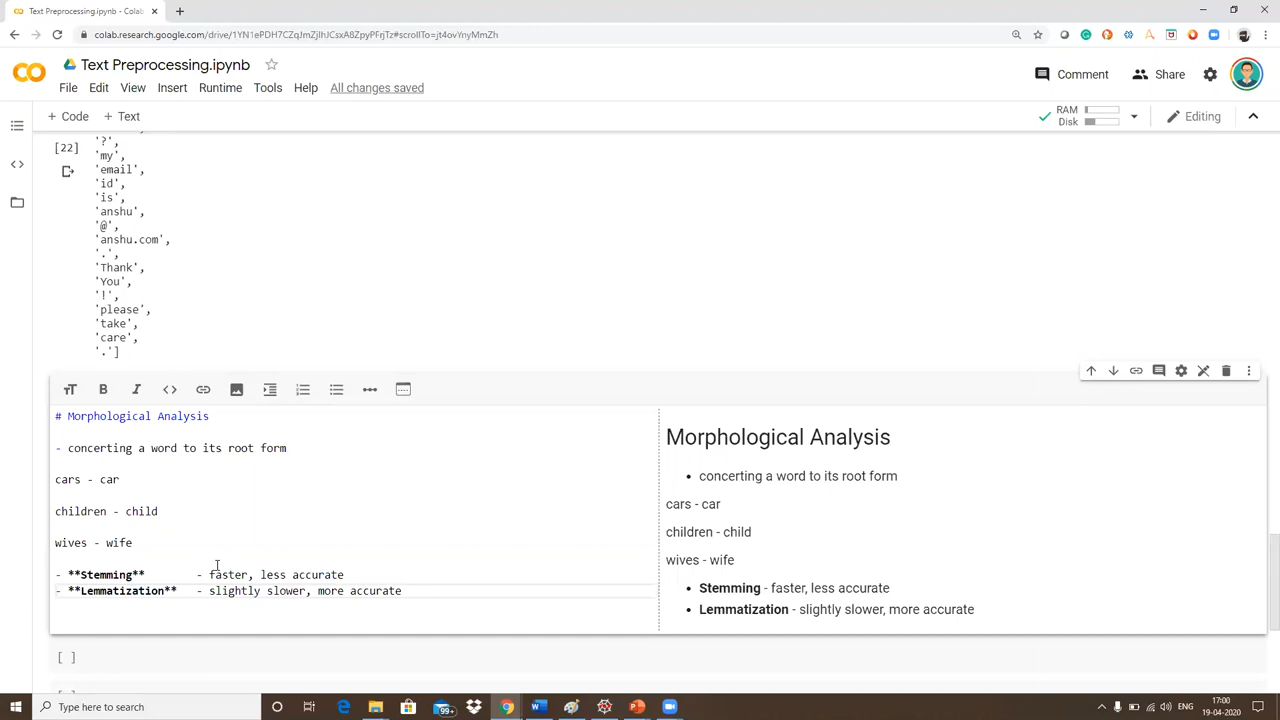 Text Preprocessing.ipynb - Colab
colab.research.google.com/drive/1YN1ePDH7CZqJmZjlhJCsxA8ZpyPFrjTz#scrollTo=jt4ovYnyMmZh
Text Preprocessing.ipynb
File Edit View Insert Runtime Tools Help All changes saved
Comment Share
+ Code + Text
RAM
Disk
Editing
[22]
'?',
'my',
'email',
'id',
'is',
'anshu',
'@',
'anshu.com',
'.',
'Thank',
'You',
'!',
'please',
'take',
'care',
'.']
# Morphological Analysis
- concerting a word to its root form
cars - car
children - child
wives - wife
- **Stemming** - faster, less accurate
- **Lemmatization** - slightly slower, more accurate
Morphological Analysis
• concerting a word to its root form
cars - car
children - child
wives - wife
• Stemming - faster, less accurate
• Lemmatization - slightly slower, more accurate
[ ]
Type here to search
99+
ENG
17:00
19-04-2020